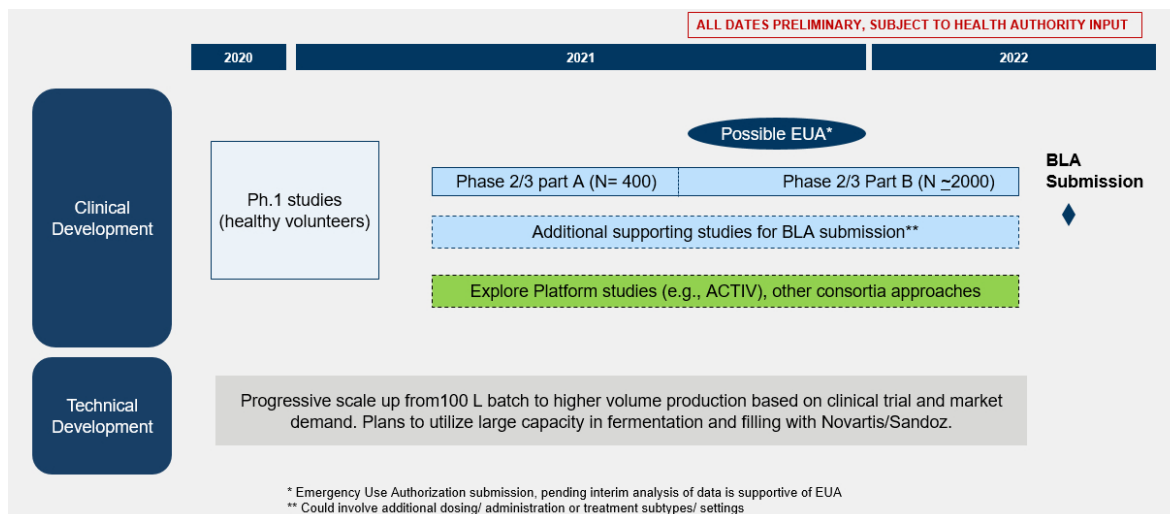 ALL DATES PRELIMINARY, SUBJECT TO HEALTH AUTHORITY INPUT
2020
2021
2022
Clinical
Development
Ph.1 studies
(healthy volunteers)
Possible EUA*
Phase 2/3 part A (N= 400)
Phase 2/3 Part B (N ~2000)
BLA
Submission
Additional supporting studies for BLA submission**
Explore Platform studies (e.g., ACTIV), other consortia approaches
Technical
Development
Progressive scale up from100 L batch to higher volume production based on clinical trial and market
demand. Plans to utilize large capacity in fermentation and filling with Novartis/Sandoz.
* Emergency Use Authorization submission, pending interim analysis of data is supportive of EUA
** Could involve additional dosing/ administration or treatment subtypes/ settings